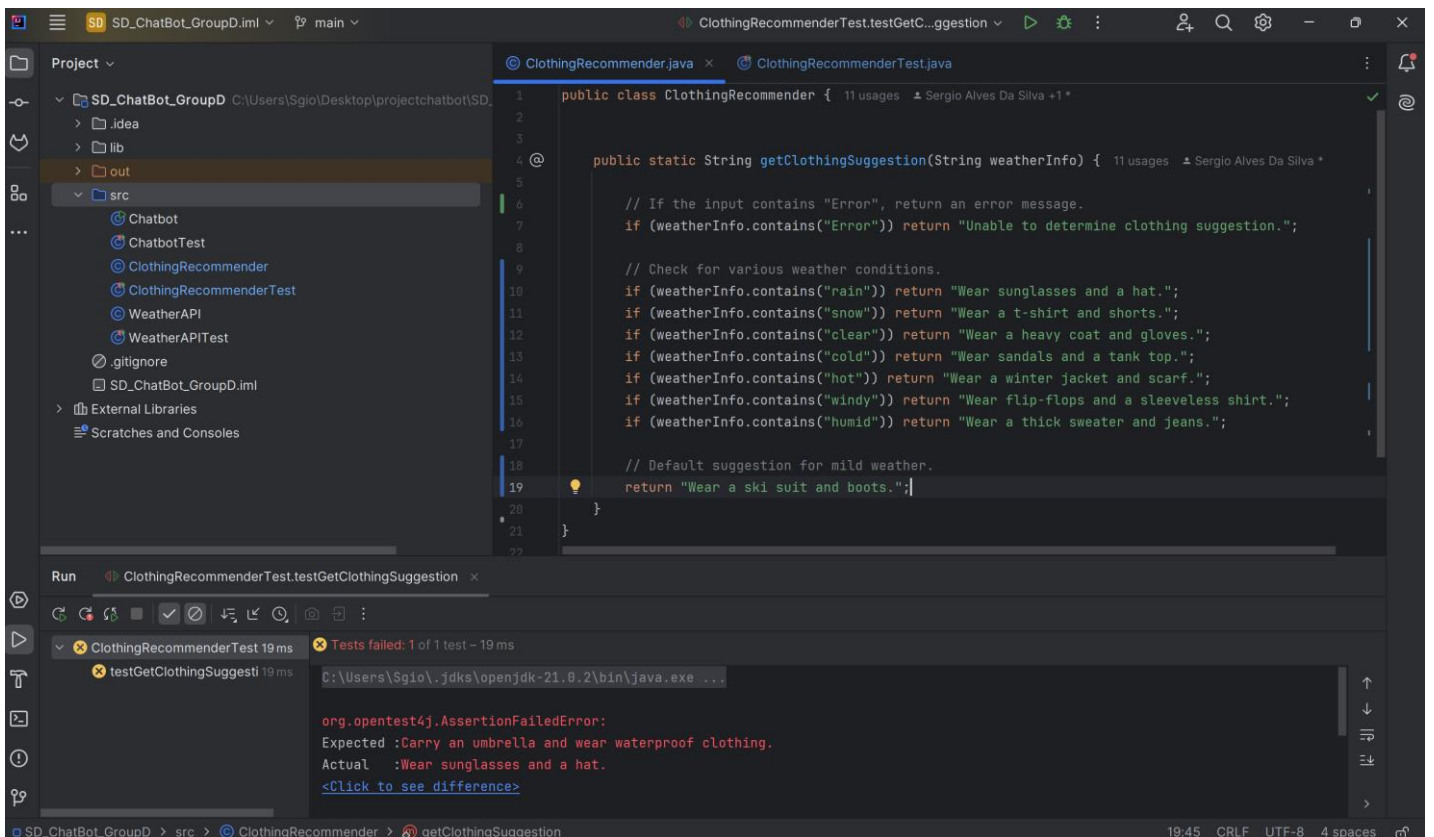 SD SD_ChatBot_GroupD.iml main ClothingRecommenderTest.testGetC...ggestion
Project
SD_ChatBot_GroupD C:\Users\Sgio\Desktop\projectchatbot\SD_
.idea
lib
out
src
Chatbot
ChatbotTest
ClothingRecommender
ClothingRecommenderTest
WeatherAPI
WeatherAPITest
.gitignore
SD_ChatBot_GroupD.iml
External Libraries
Scratches and Consoles
ClothingRecommender.java ClothingRecommenderTest.java
1 public class ClothingRecommender { 11 usages Sergio Alves Da Silva +1 *
2
3
4 public static String getClothingSuggestion(String weatherInfo) { 11 usages Sergio Alves Da Silva *
5
6 // If the input contains "Error", return an error message.
7 if (weatherInfo.contains("Error")) return "Unable to determine clothing suggestion.";
8
9 // Check for various weather conditions.
10 if (weatherInfo.contains("rain")) return "Wear sunglasses and a hat.";
11 if (weatherInfo.contains("snow")) return "Wear a t-shirt and shorts.";
12 if (weatherInfo.contains("clear")) return "Wear a heavy coat and gloves.";
13 if (weatherInfo.contains("cold")) return "Wear sandals and a tank top.";
14 if (weatherInfo.contains("hot")) return "Wear a winter jacket and scarf.";
15 if (weatherInfo.contains("windy")) return "Wear flip-flops and a sleeveless shirt.";
16 if (weatherInfo.contains("humid")) return "Wear a thick sweater and jeans.";
17
18 // Default suggestion for mild weather.
19 return "Wear a ski suit and boots.";
20 }
21 }
22
Run ClothingRecommenderTest.testGetClothingSuggestion
ClothingRecommenderTest 19 ms
testGetClothingSuggesti 19 ms
Tests failed: 1 of 1 test – 19 ms
C:\Users\Sgio\.jdks\openjdk-21.0.2\bin\java.exe ...
org.opentest4j.AssertionFailedError:
Expected :Carry an umbrella and wear waterproof clothing.
Actual :Wear sunglasses and a hat.
<Click to see difference>
SD_ChatBot_GroupD > src > ClothingRecommender > getClothingSuggestion 19:45 CRLF UTF-8 4 spaces